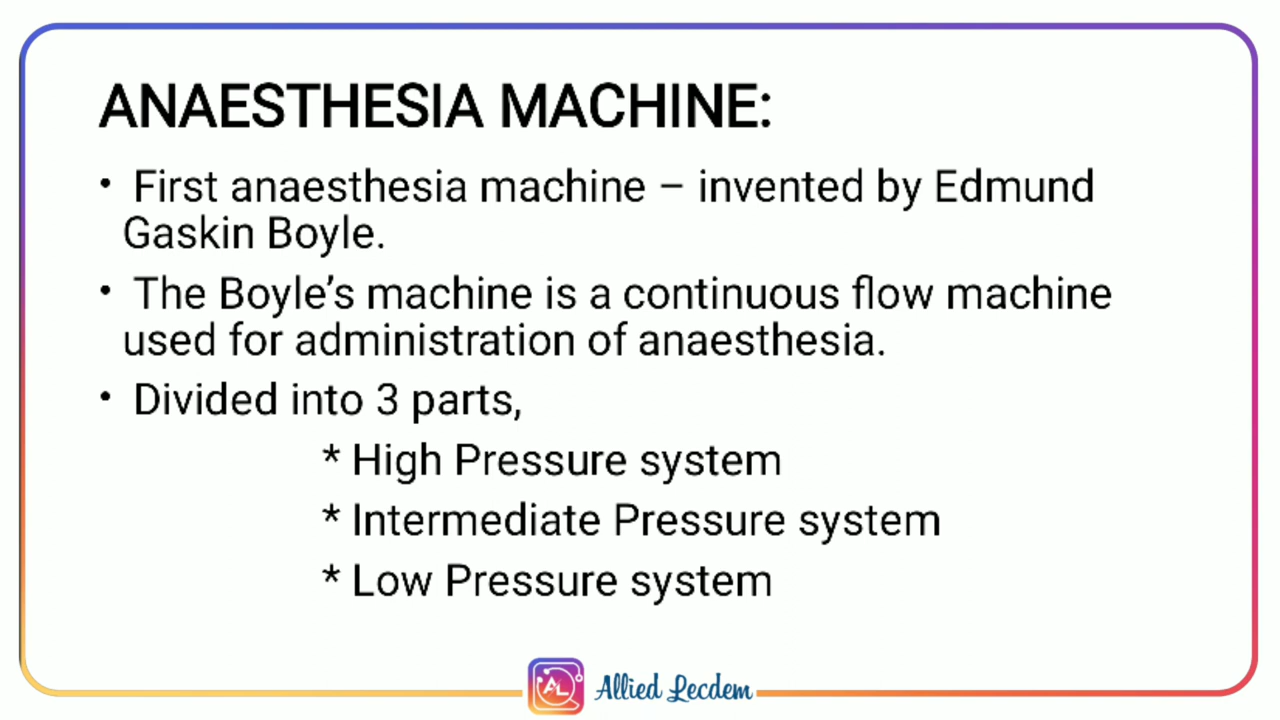 ANAESTHESIA MACHINE:
• First anaesthesia machine – invented by Edmund
Gaskin Boyle.
• The Boyle’s machine is a continuous flow machine
used for administration of anaesthesia.
• Divided into 3 parts,
* High Pressure system
* Intermediate Pressure system
* Low Pressure system
AL
Allied Lecdem